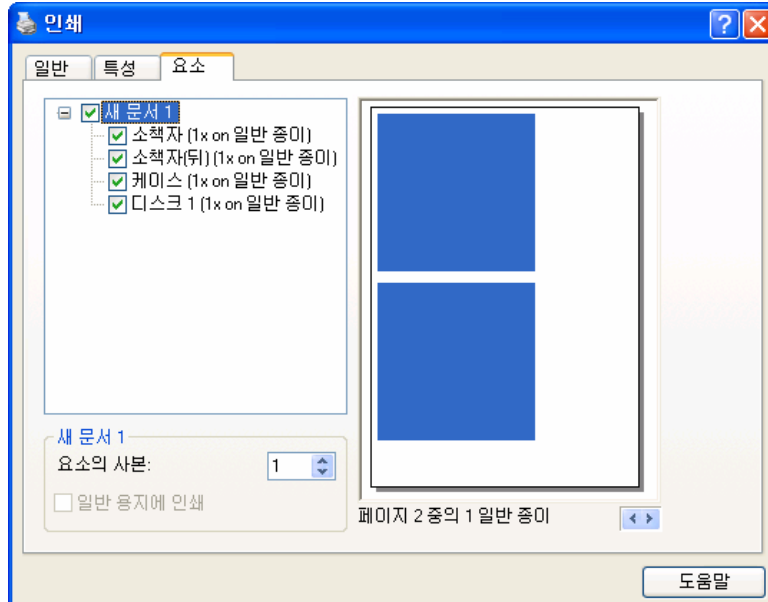 인쇄
일반 특성 요소
새 문서 1
소책자 (1x on 일반 종이)
소책자(뒤) (1x on 일반 종이)
케이스 (1x on 일반 종이)
디스크 1 (1x on 일반 종이)
새 문서 1
요소의 사본: 1
일반 용지에 인쇄
페이지 2 중의 1 일반 종이
도움말